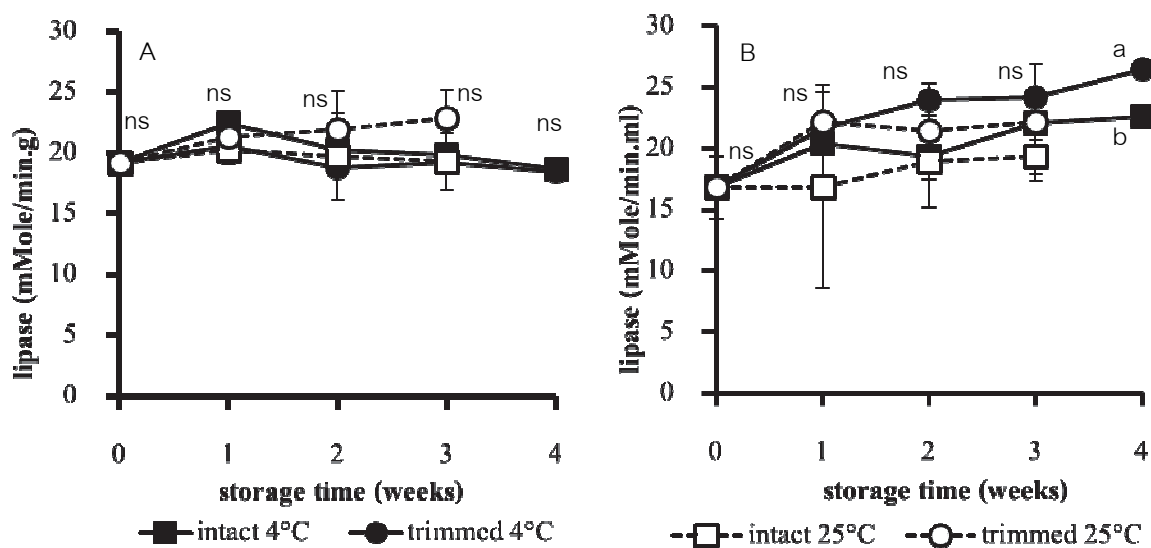 30
25
20
15
10
5
0
lipase (mMole/min.g)
A
ns
ns
ns
ns
ns
0 1 2 3 4
storage time (weeks)
30
25
20
15
10
5
0
lipase (mMole/min.ml)
B
ns
ns
ns
ns
a
b
0 1 2 3 4
storage time (weeks)
intact 4°C trimmed 4°C intact 25°C trimmed 25°C